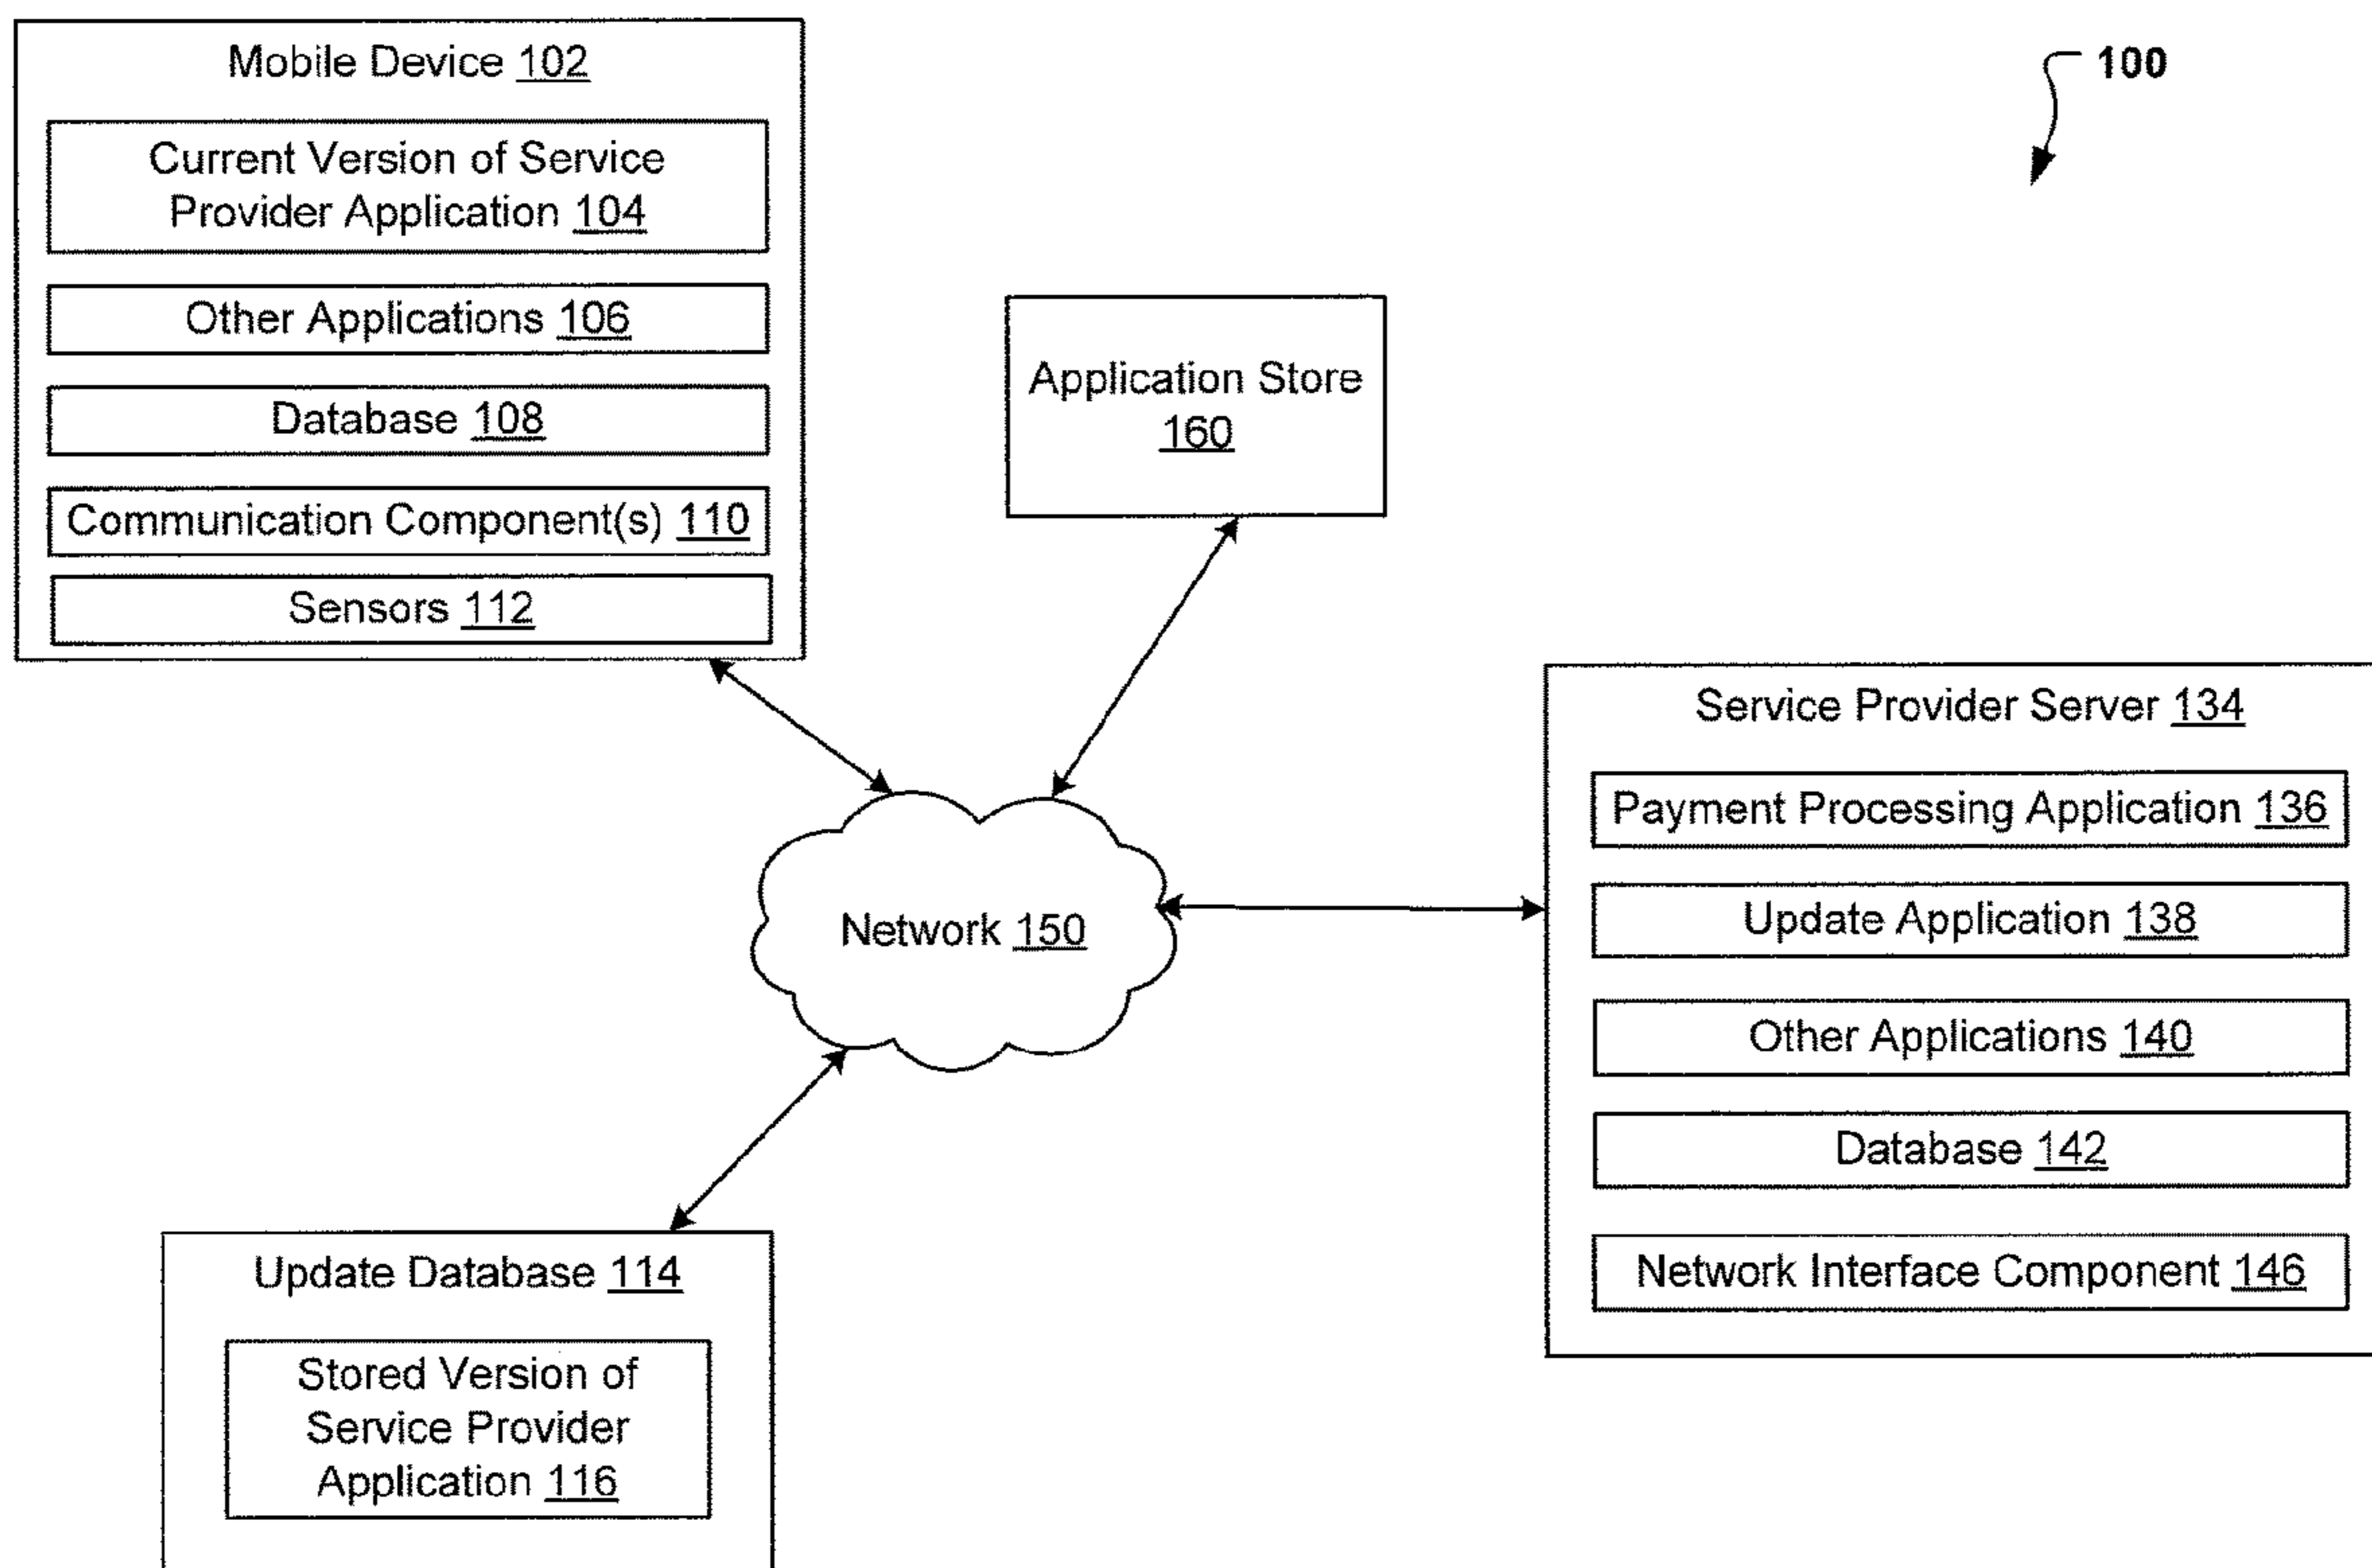 Mobile Device 102
Current Version of Service
Provider Application 104
Other Applications 106
Database 108
Communication Component(s) 110
Sensors 112
100
Application Store
160
Service Provider Server 134
Payment Processing Application 136
Update Application 138
Other Applications 140
Database 142
Network Interface Component 146
Network 150
Update Database 114
Stored Version of
Service Provider
Application 116